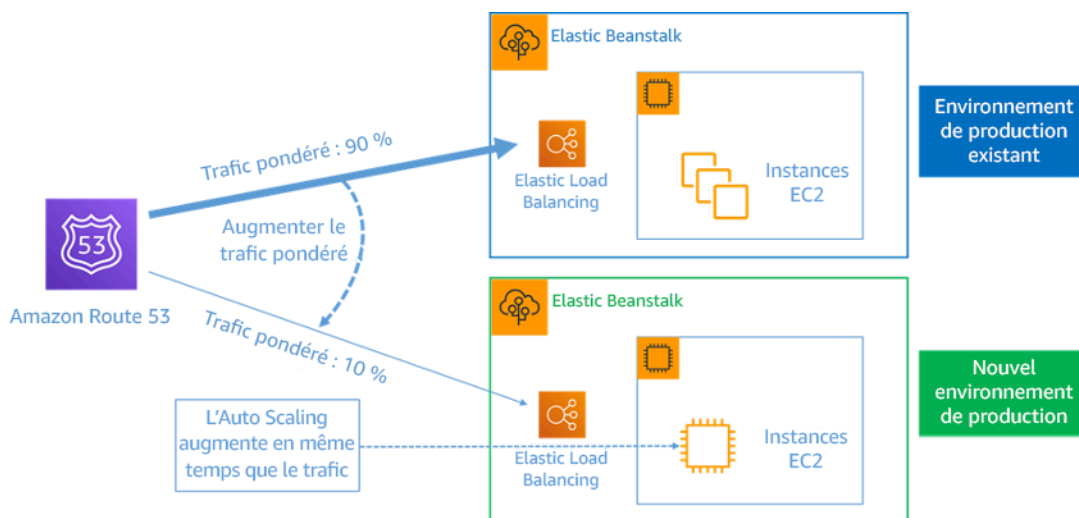 Elastic Beanstalk
Environnement
de production
existant
Trafic pondéré : 90 %
Elastic Load
Balancing
Instances
EC2
Augmenter le
trafic pondéré
53
Amazon Route 53
Elastic Beanstalk
Trafic pondéré : 10 %
Nouvel
environnement
de production
L'Auto Scaling
augmente en même
temps que le trafic
Elastic Load
Balancing
Instances
EC2